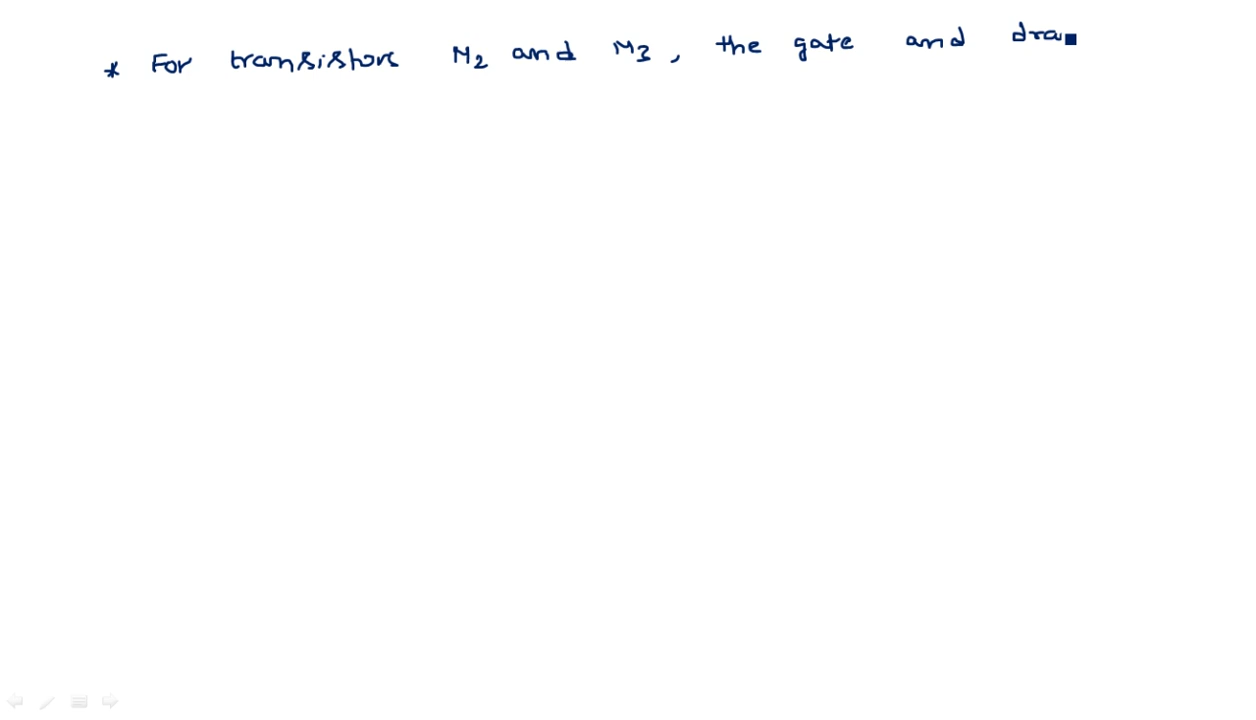 * For transistors M2 and M3, the gate and dra